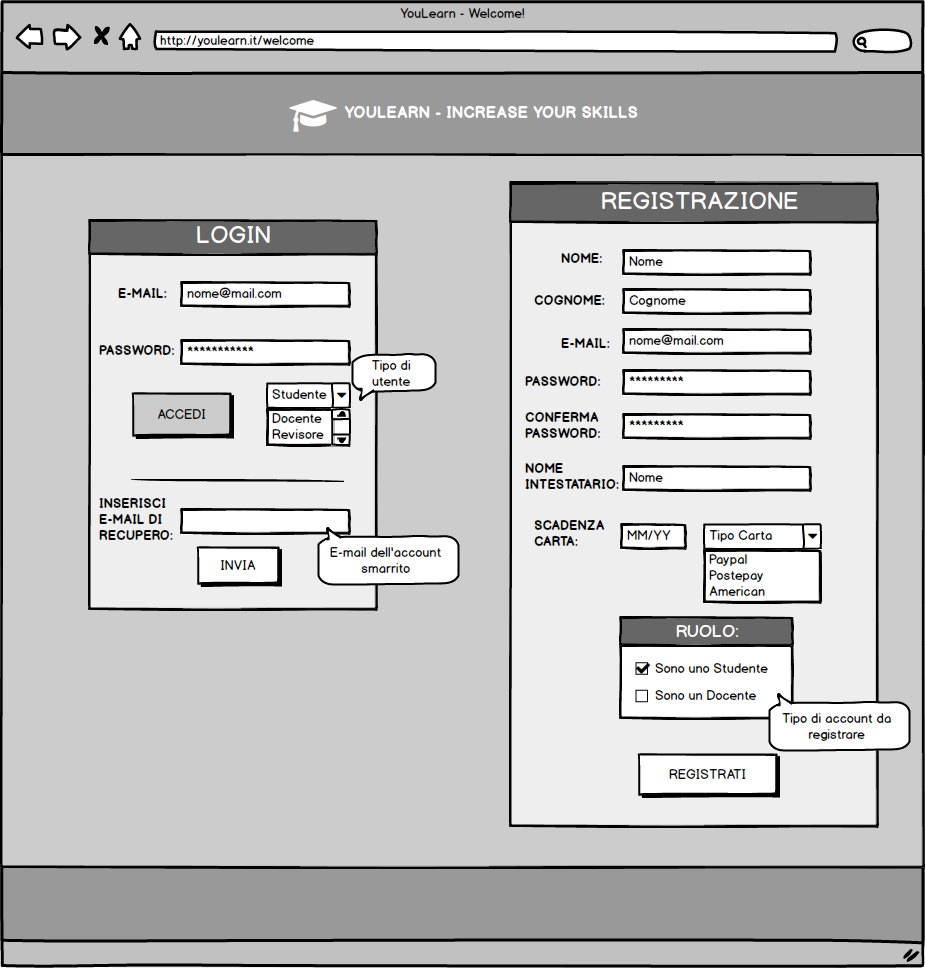 YouLearn - Welcome!
http://youlearn.it/welcome
YOULEARN - INCREASE YOUR SKILLS
LOGIN
E-MAIL: nome@mail.com
PASSWORD: ***********
Tipo di
utente
ACCEDI
Studente
Docente
Revisore
INSERISCI
E-MAIL DI
RECUPERO:
E-mail dell'account
smarrito
INVIA
REGISTRAZIONE
NOME: Nome
COGNOME: Cognome
E-MAIL: nome@mail.com
PASSWORD: *********
CONFERMA
PASSWORD: *********
NOME
INTESTATARIO: Nome
SCADENZA
CARTA: MM/YY Tipo Carta
Paypal
Postepay
American
RUOLO:
Sono uno Studente
Sono un Docente
Tipo di account da
registrare
REGISTRATI